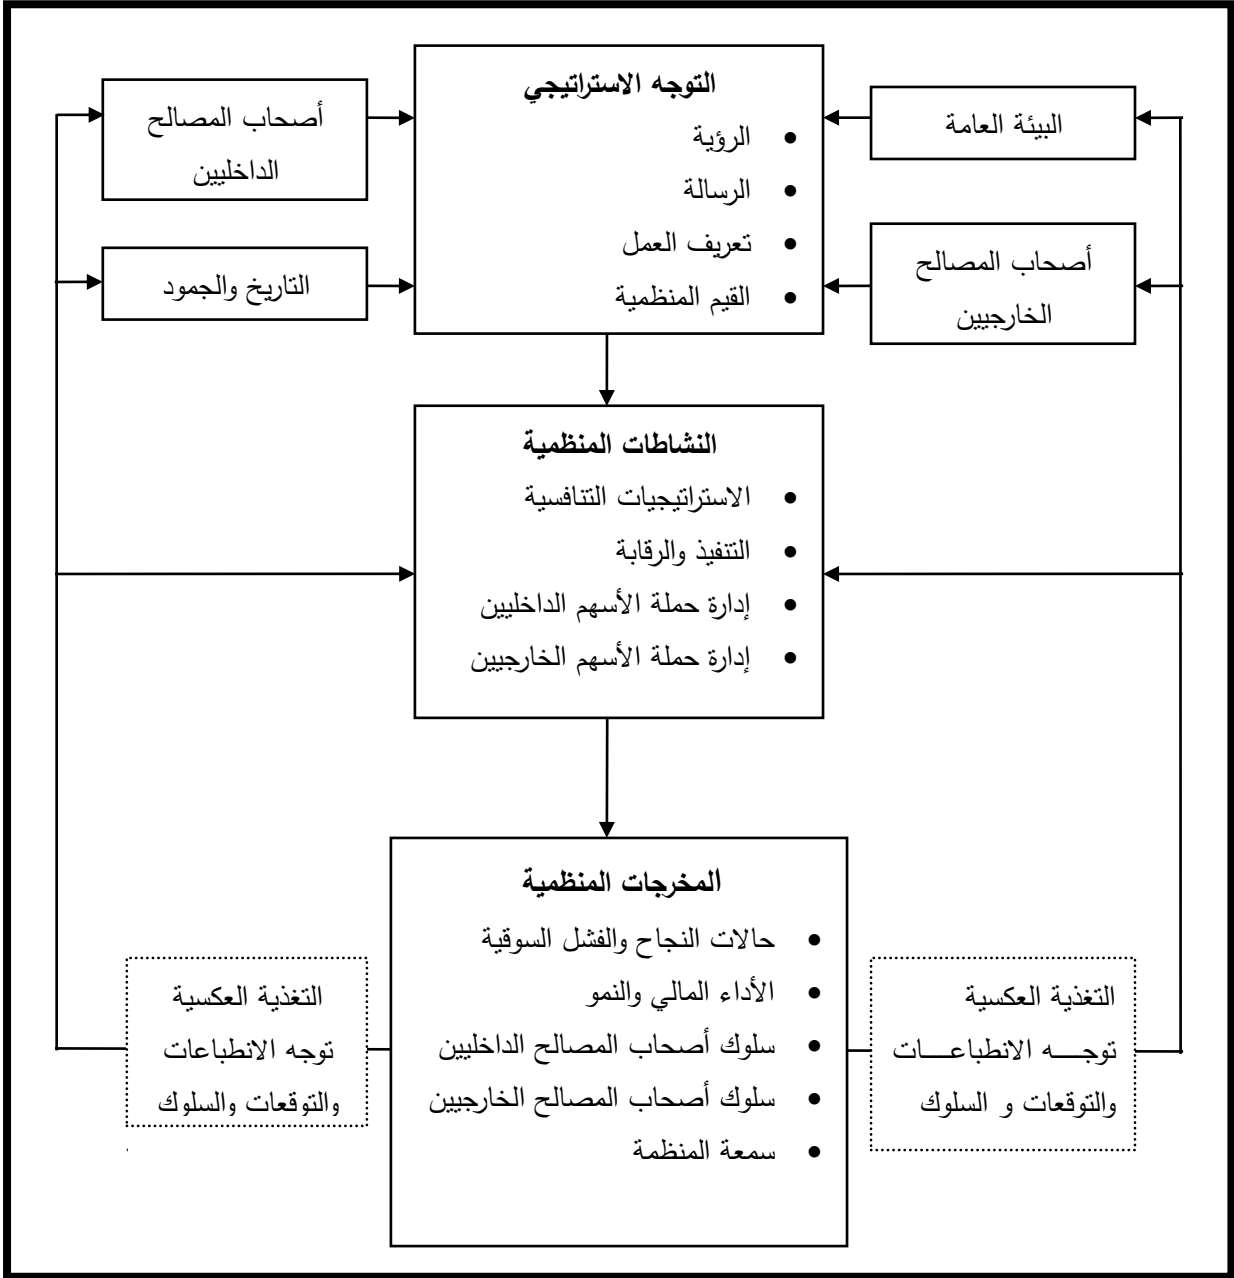 التوجه الاستراتيجي
• الرؤية
• الرسالة
• تعريف العمل
• القيم المنظمية
البيئة العامة
أصحاب المصالح
الخارجيين
أصحاب المصالح
الداخليين
التاريخ والجمود
النشاطات المنظمية
• الاستراتيجيات التنافسية
• التنفيذ والرقابة
• إدارة حملة الأسهم الداخليين
• إدارة حملة الأسهم الخارجيين
المخرجات المنظمية
• حالات النجاح والفشل السوقية
• الأداء المالي والنمو
• سلوك أصحاب المصالح الداخليين
• سلوك أصحاب المصالح الخارجيين
• سمعة المنظمة
التغذية العكسية
توجـــه الانطباعـــات
والتوقعات و السلوك
التغذية العكسية
توجه الانطباعات
والتوقعات والسلوك